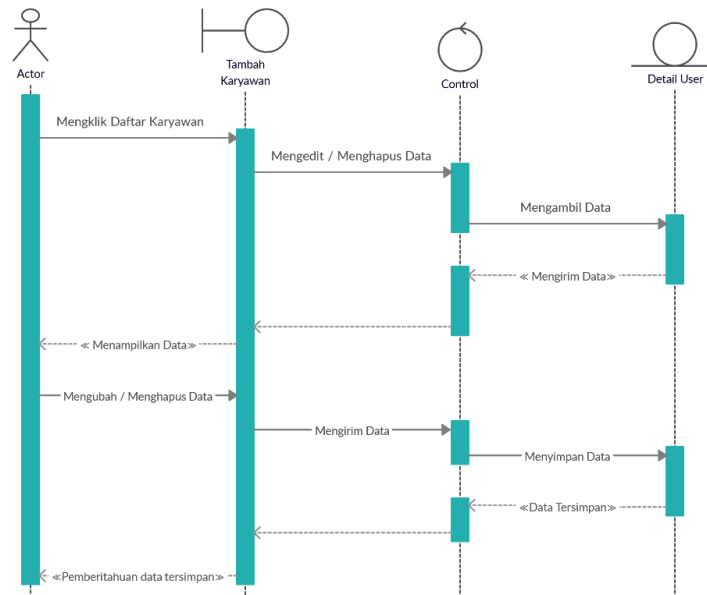 Actor
Tambah
Karyawan
Control
Detail User
Mengklik Daftar Karyawan
Mengedit / Menghapus Data
Mengambil Data
≪ Mengirim Data≫
≪ Menampilkan Data≫
Mengubah / Menghapus Data
Mengirim Data
Menyimpan Data
≪Data Tersimpan≫
≪Pemberitahuan data tersimpan≫